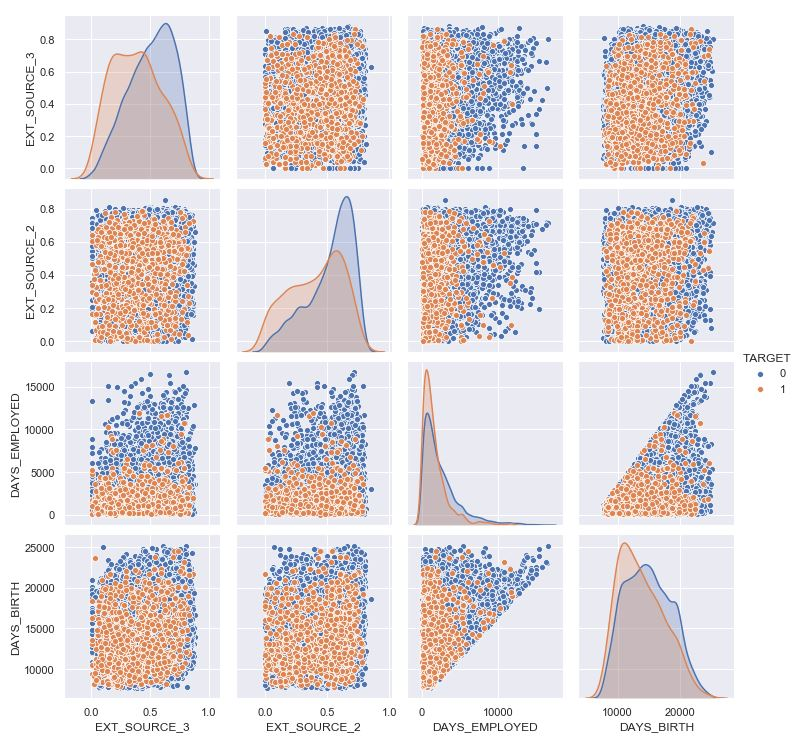 0.8
0.6
0.4
0.2
0.0
EXT_SOURCE_3
0.8
0.6
0.4
0.2
0.0
EXT_SOURCE_2
15000
10000
5000
0
DAYS_EMPLOYED
25000
20000
15000
10000
DAYS_BIRTH
0.0 0.5 1.0
EXT_SOURCE_3
0.0 0.5 1.0
EXT_SOURCE_2
0 10000
DAYS_EMPLOYED
10000 20000
DAYS_BIRTH
TARGET
0
1